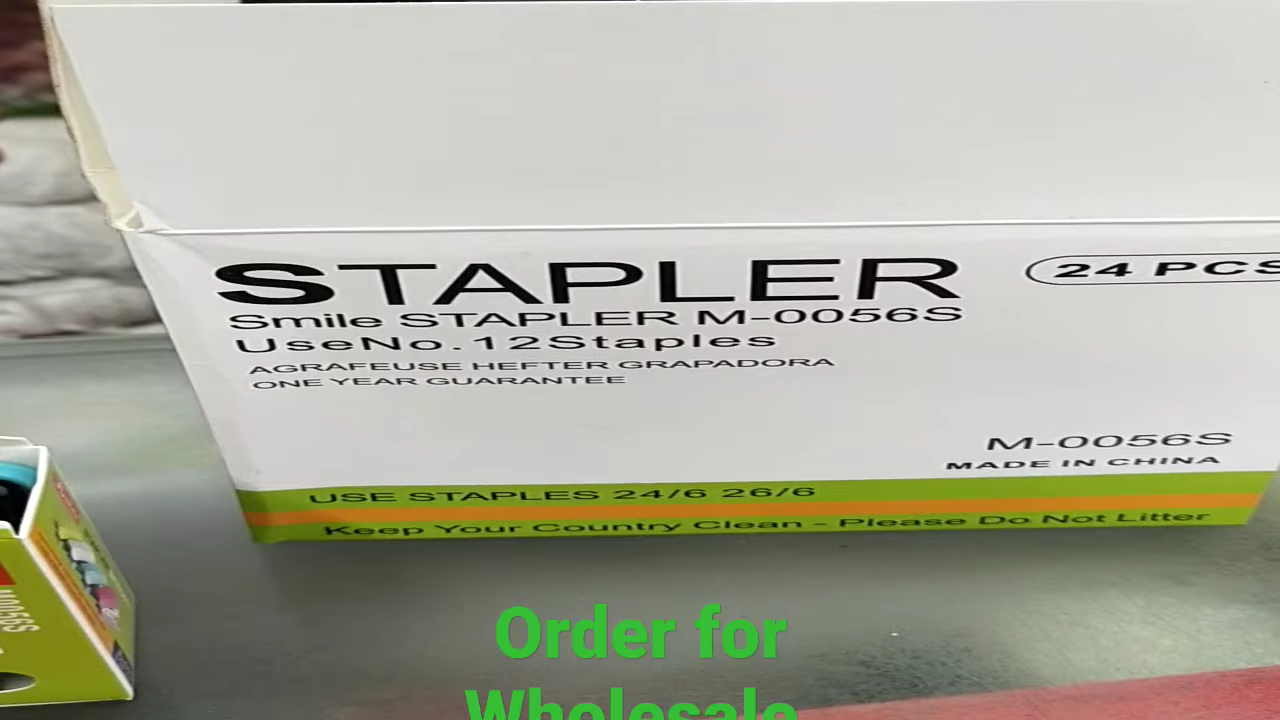 STAPLER
24 PCS
Smile STAPLER M-0056S
UseNo.12Staples
AGRAFEUSE HEFTER GRAPADORA
ONE YEAR GUARANTEE
M-0056S
MADE IN CHINA
USE STAPLES 24/6 26/6
Keep Your Country Clean - Please Do Not Litter
M0056S
Order for
Wholesale